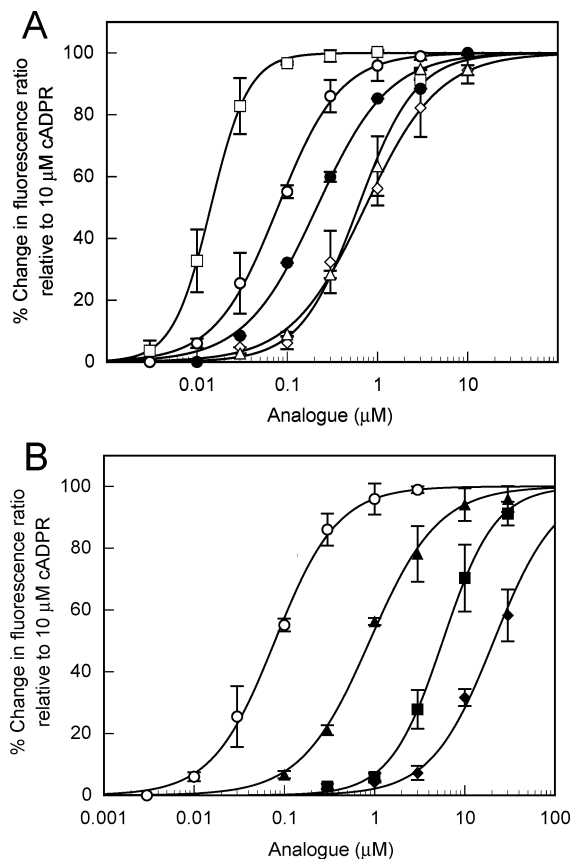 A
% Change in fluorescence ratio
relative to 10 μM cADPR
100
80
60
40
20
0
0.01
0.1
1
10
Analogue (μM)
B
% Change in fluorescence ratio
relative to 10 μM cADPR
100
80
60
40
20
0
0.001
0.01
0.1
1
10
100
Analogue (μM)